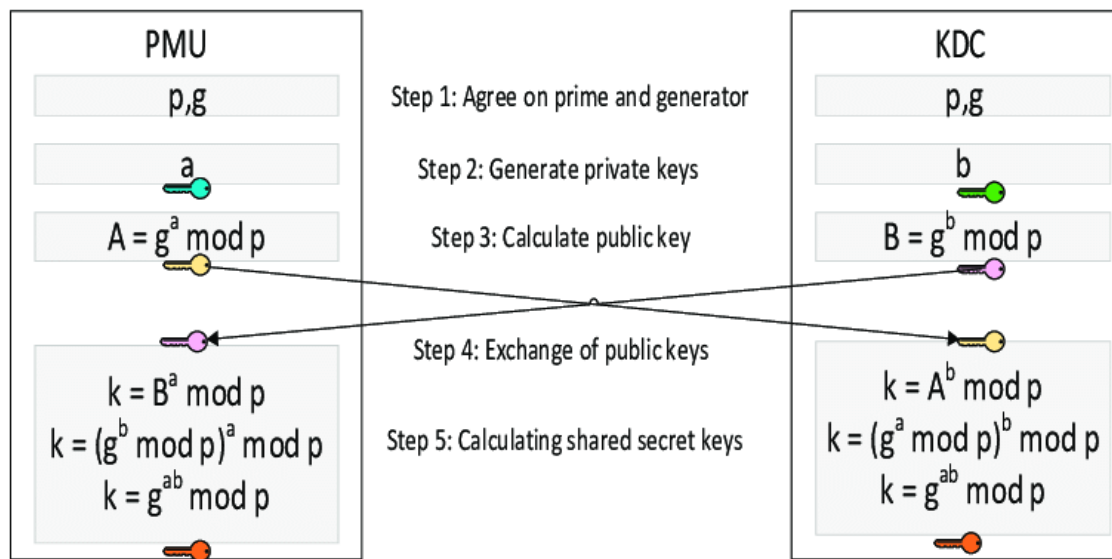 PMU
p,g
a
A = g^a mod p
k = B^a mod p
k = (g^b mod p)^a mod p
k = g^ab mod p
Step 1: Agree on prime and generator
Step 2: Generate private keys
Step 3: Calculate public key
Step 4: Exchange of public keys
Step 5: Calculating shared secret keys
KDC
p,g
b
B = g^b mod p
k = A^b mod p
k = (g^a mod p)^b mod p
k = g^ab mod p